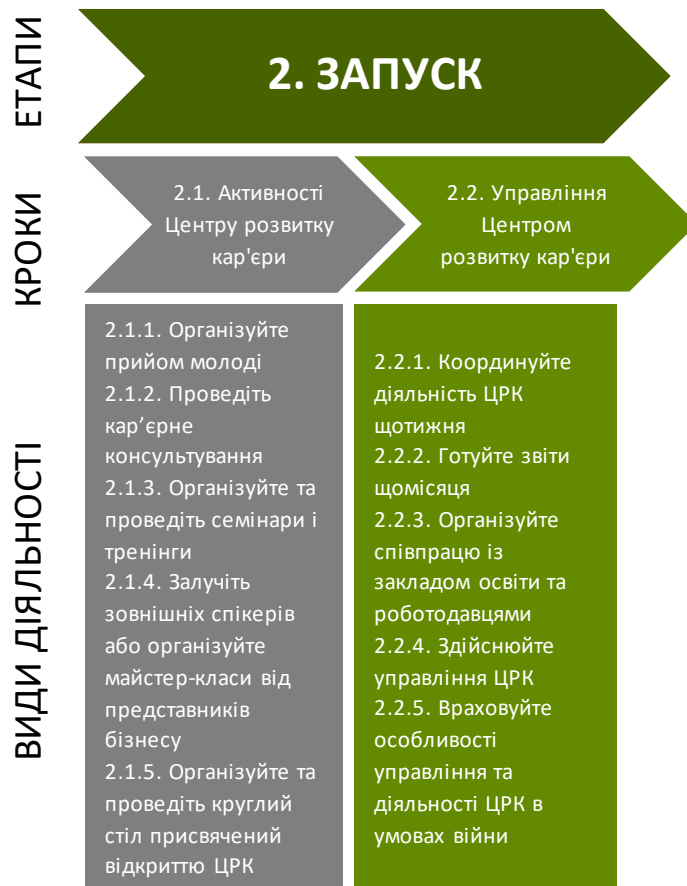 ЕТАПИ
2. ЗАПУСК
КРОКИ
2.1. Активності
Центру розвитку
кар'єри
2.2. Управління
Центром
розвитку кар'єри
ВИДИ ДІЯЛЬНОСТІ
2.1.1. Організуйте
прийом молоді
2.1.2. Проведіть
кар’єрне
консультування
2.1.3. Організуйте та
проведіть семінари і
тренінги
2.1.4. Залучіть
зовнішніх спікерів
або організуйте
майстер-класи від
представників
бізнесу
2.1.5. Організуйте та
проведіть круглий
стіл присвячений
відкриттю ЦРК
2.2.1. Координуйте
діяльність ЦРК
щотижня
2.2.2. Готуйте звіти
щомісяця
2.2.3. Організуйте
співпрацю із
закладом освіти та
роботодавцями
2.2.4. Здійснюйте
управління ЦРК
2.2.5. Враховуйте
особливості
управління та
діяльності ЦРК в
умовах війни